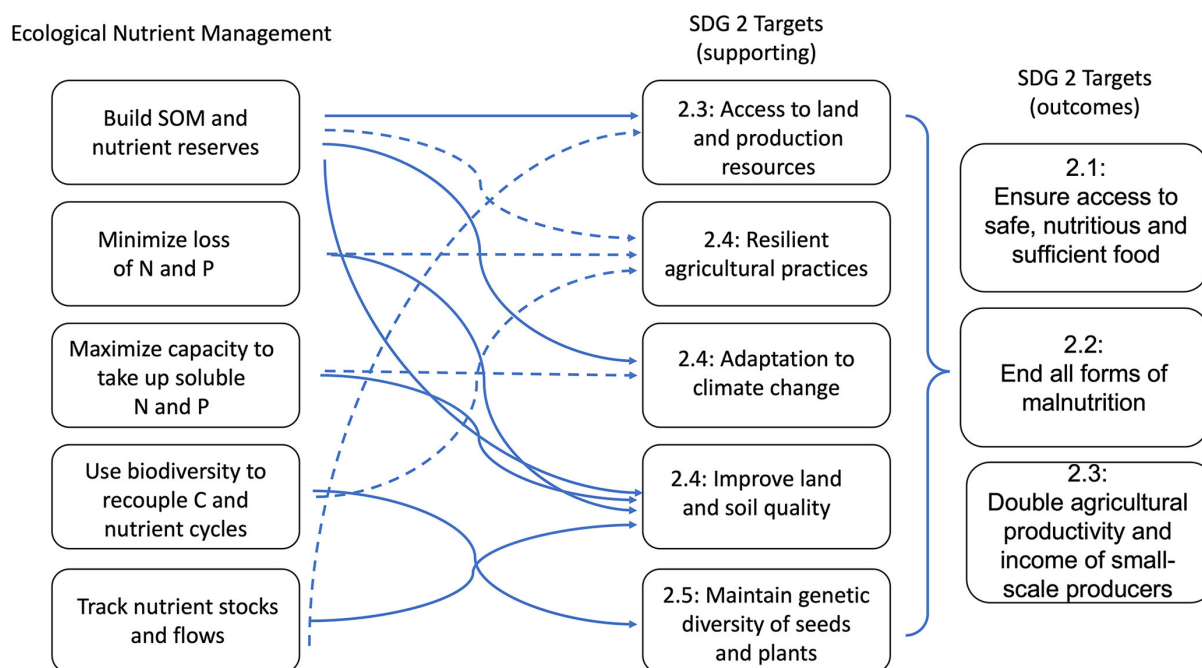 Ecological Nutrient Management
Build SOM and
nutrient reserves
Minimize loss
of N and P
Maximize capacity to
take up soluble
N and P
Use biodiversity to
recouple C and
nutrient cycles
Track nutrient stocks
and flows
SDG 2 Targets
(supporting)
2.3: Access to land
and production
resources
2.4: Resilient
agricultural practices
2.4: Adaptation to
climate change
2.4: Improve land
and soil quality
2.5: Maintain genetic
diversity of seeds
and plants
SDG 2 Targets
(outcomes)
2.1:
Ensure access to
safe, nutritious and
sufficient food
2.2:
End all forms of
malnutrition
2.3:
Double agricultural
productivity and
income of small-
scale producers